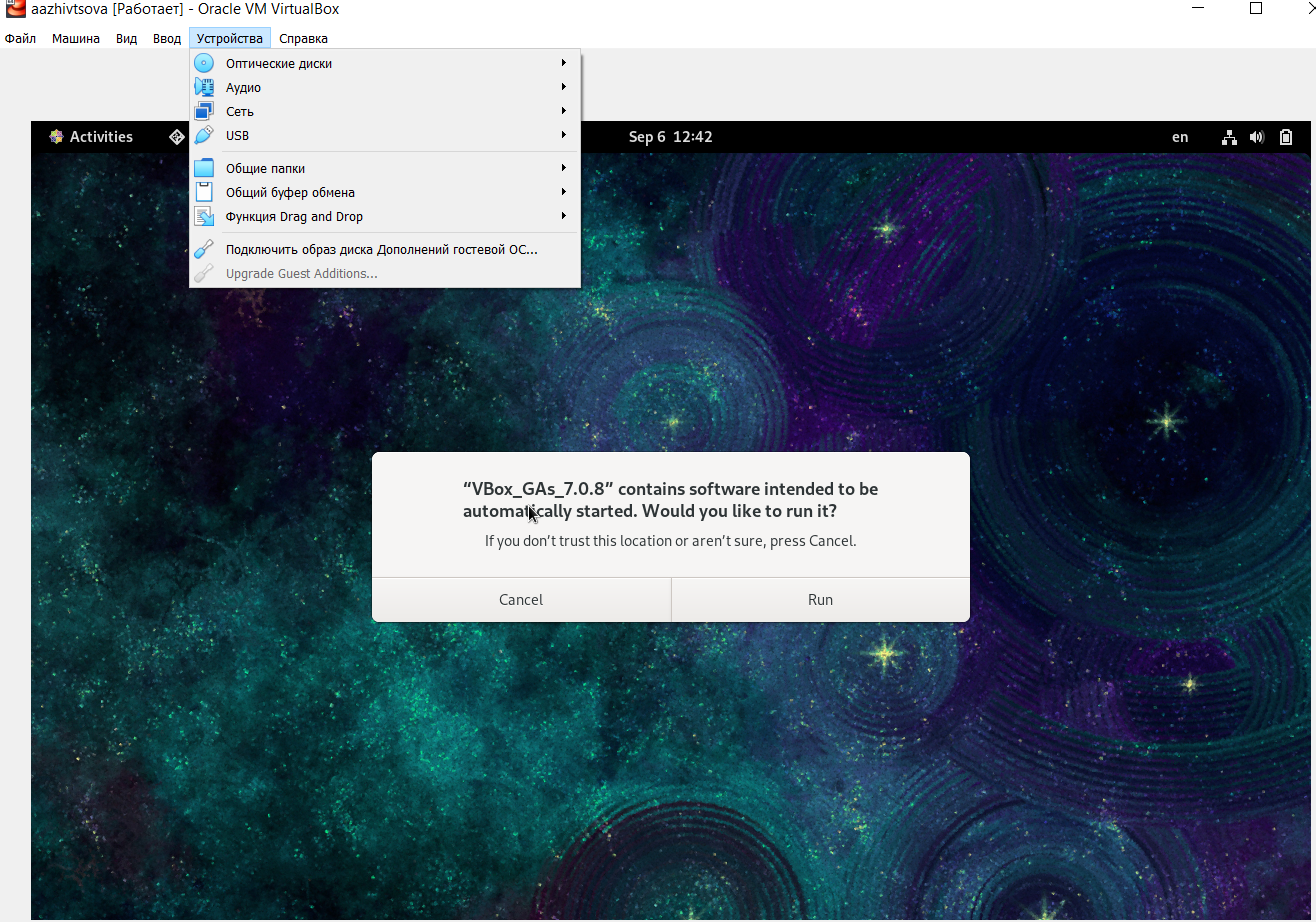 aazhivtsova [Работает] - Oracle VM VirtualBox
Файл Машина Вид Ввод Устройства Справка
Оптические диски
Аудио
Сеть
USB
Общие папки
Общий буфер обмена
Функция Drag and Drop
Подключить образ диска Дополнений гостевой ОС...
Upgrade Guest Additions...
Activities Sep 6 12:42 en
“VBox_GAs_7.0.8” contains software intended to be
automatically started. Would you like to run it?
If you don’t trust this location or aren’t sure, press Cancel.
Cancel Run